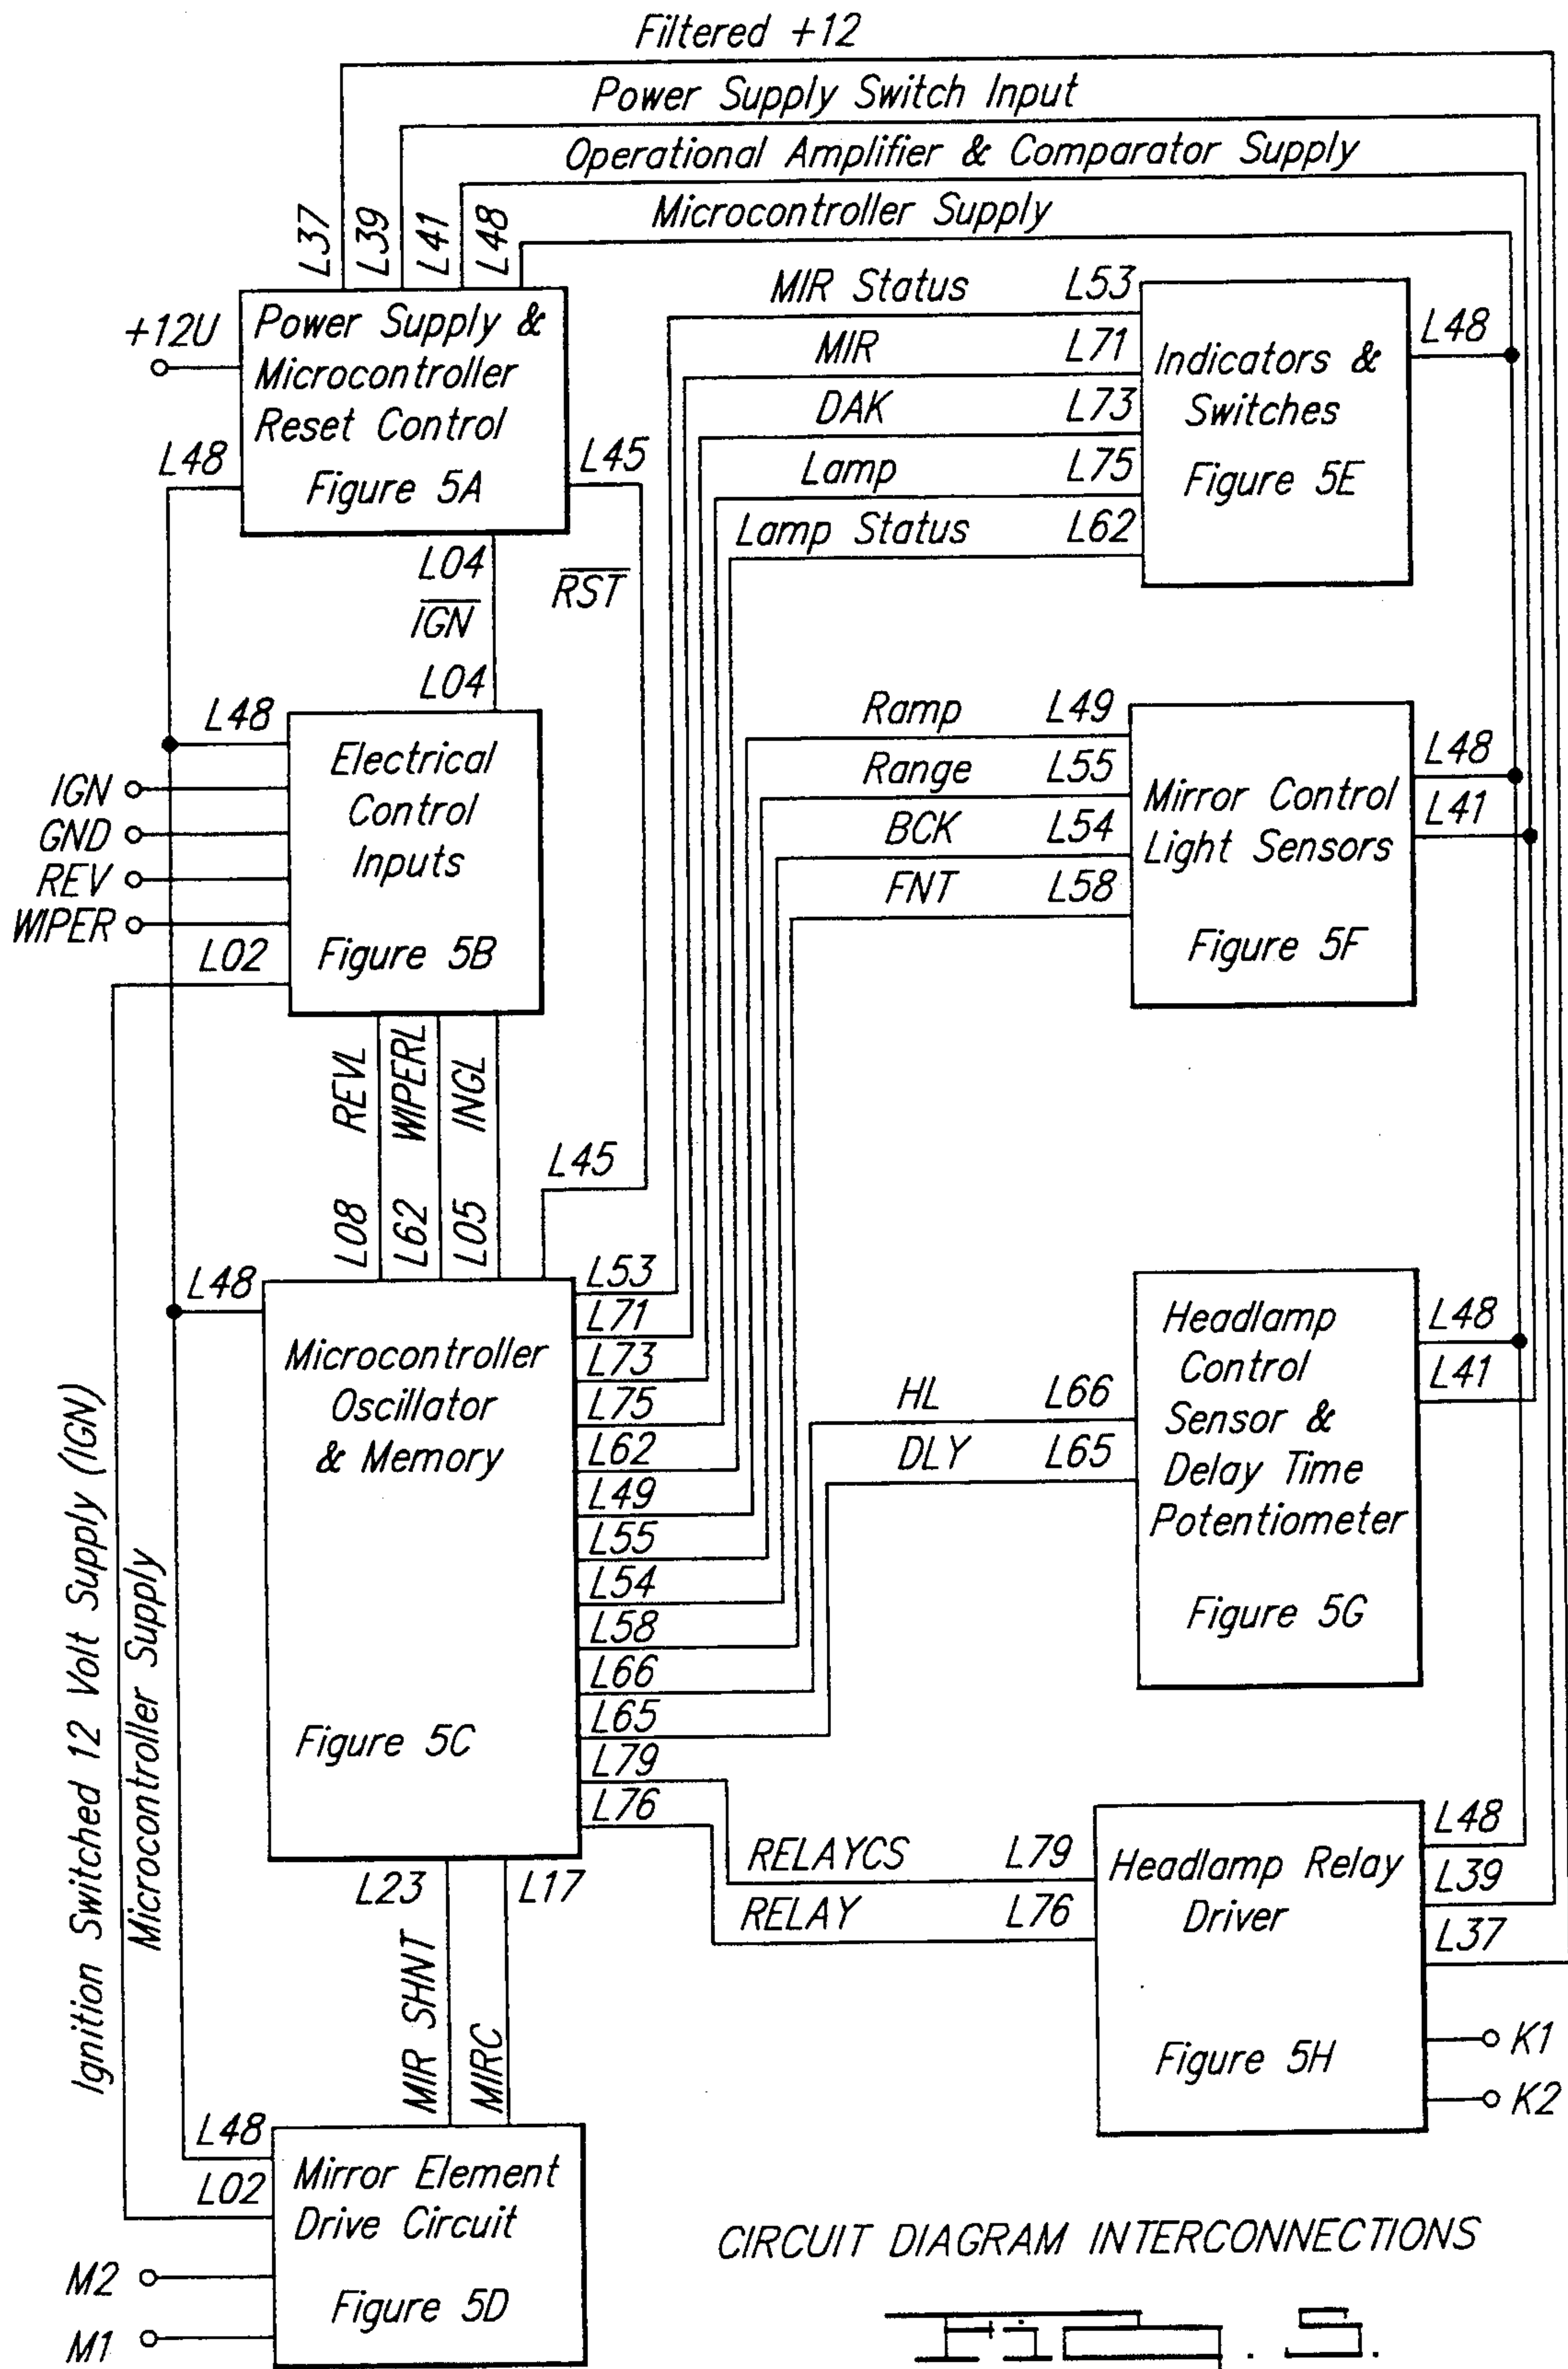 Filtered +12
Power Supply Switch Input
Operational Amplifier & Comparator Supply
Microcontroller Supply
L37
L39
L41
L48
+12U
Power Supply &
Microcontroller
Reset Control
Figure 5A
L48
L45
L04
IGN
RST
L04
L48
IGN
GND
REV
WIPER
L02
Electrical
Control
Inputs
Figure 5B
REVL
WIPERL
INGL
L08
L62
L05
L45
L48
Microcontroller
Oscillator
& Memory
Figure 5C
L53
L71
L73
L75
L62
L49
L55
L54
L58
L66
L65
L79
L76
L23
L17
MIR SHNT
MIRC
Ignition Switched 12 Volt Supply (IGN)
Microcontroller Supply
L48
L02
M2
M1
Mirror Element
Drive Circuit
Figure 5D
MIR Status L53
MIR L71
DAK L73
Lamp L75
Lamp Status L62
Indicators &
Switches
Figure 5E
L48
Ramp L49
Range L55
BCK L54
FNT L58
Mirror Control
Light Sensors
Figure 5F
L48
L41
HL L66
DLY L65
Headlamp
Control
Sensor &
Delay Time
Potentiometer
Figure 5G
L48
L41
RELAYCS L79
RELAY L76
Headlamp Relay
Driver
Figure 5H
L48
L39
L37
K1
K2
CIRCUIT DIAGRAM INTERCONNECTIONS